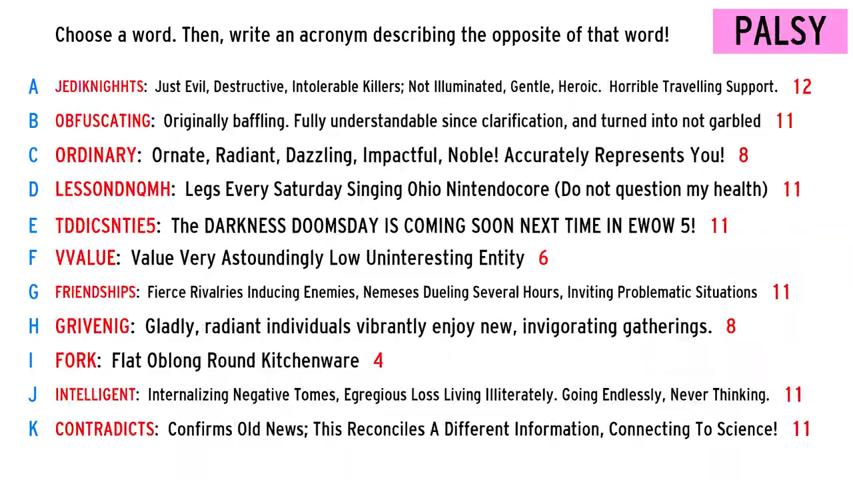 Choose a word. Then, write an acronym describing the opposite of that word!
PALSY
A JEDIKNIGHHTS: Just Evil, Destructive, Intolerable Killers; Not Illuminated, Gentle, Heroic. Horrible Travelling Support. 12
B OBFUSCATING: Originally baffling. Fully understandable since clarification, and turned into not garbled 11
C ORDINARY: Ornate, Radiant, Dazzling, Impactful, Noble! Accurately Represents You! 8
D LESSONDNQMH: Legs Every Saturday Singing Ohio Nintendocore (Do not question my health) 11
E TDDICSNTIE5: The DARKNESS DOOMSDAY IS COMING SOON NEXT TIME IN EWOW 5! 11
F VVALUE: Value Very Astoundingly Low Uninteresting Entity 6
G FRIENDSHIPS: Fierce Rivalries Inducing Enemies, Nemeses Dueling Several Hours, Inviting Problematic Situations 11
H GRIVENIG: Gladly, radiant individuals vibrantly enjoy new, invigorating gatherings. 8
I FORK: Flat Oblong Round Kitchenware 4
J INTELLIGENT: Internalizing Negative Tomes, Egregious Loss Living Illiterately. Going Endlessly, Never Thinking. 11
K CONTRADICTS: Confirms Old News; This Reconciles A Different Information, Connecting To Science! 11